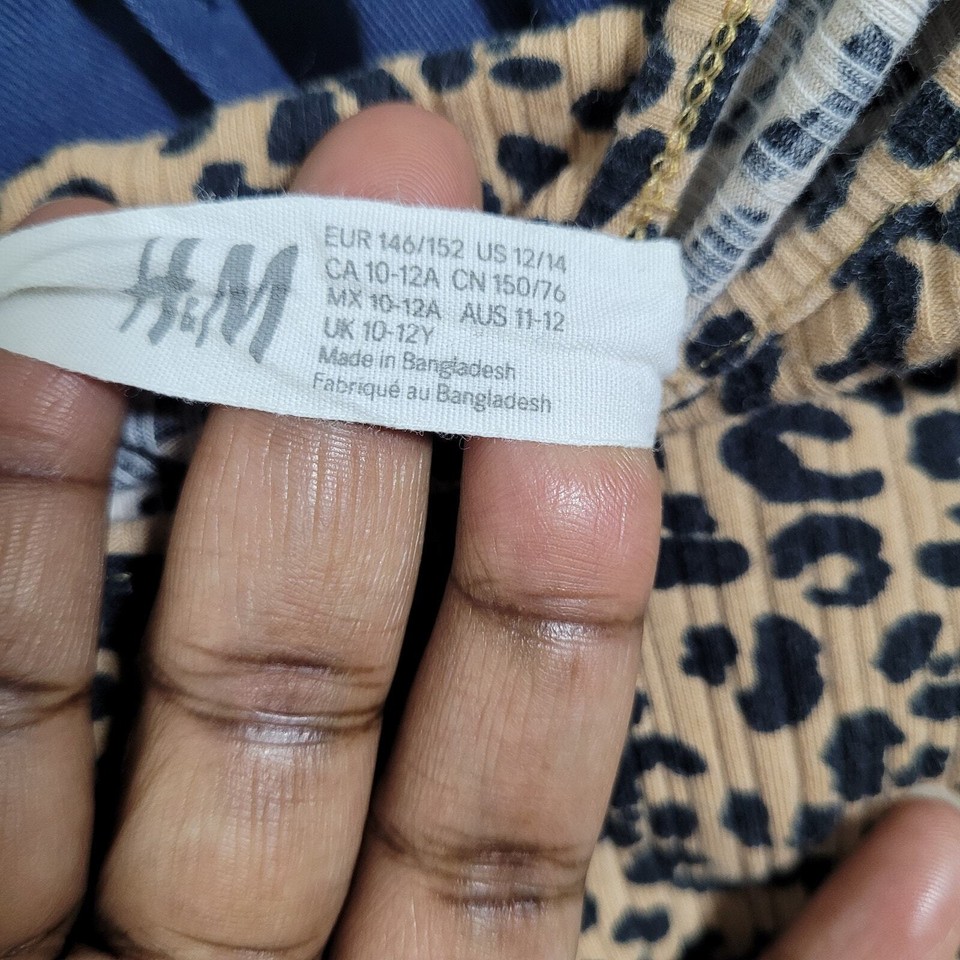 H&M
EUR 146/152 US 12/14
CA 10-12A CN 150/76
MX 10-12A AUS 11-12
UK 10-12Y
Made in Bangladesh
Fabriqué au Bangladesh